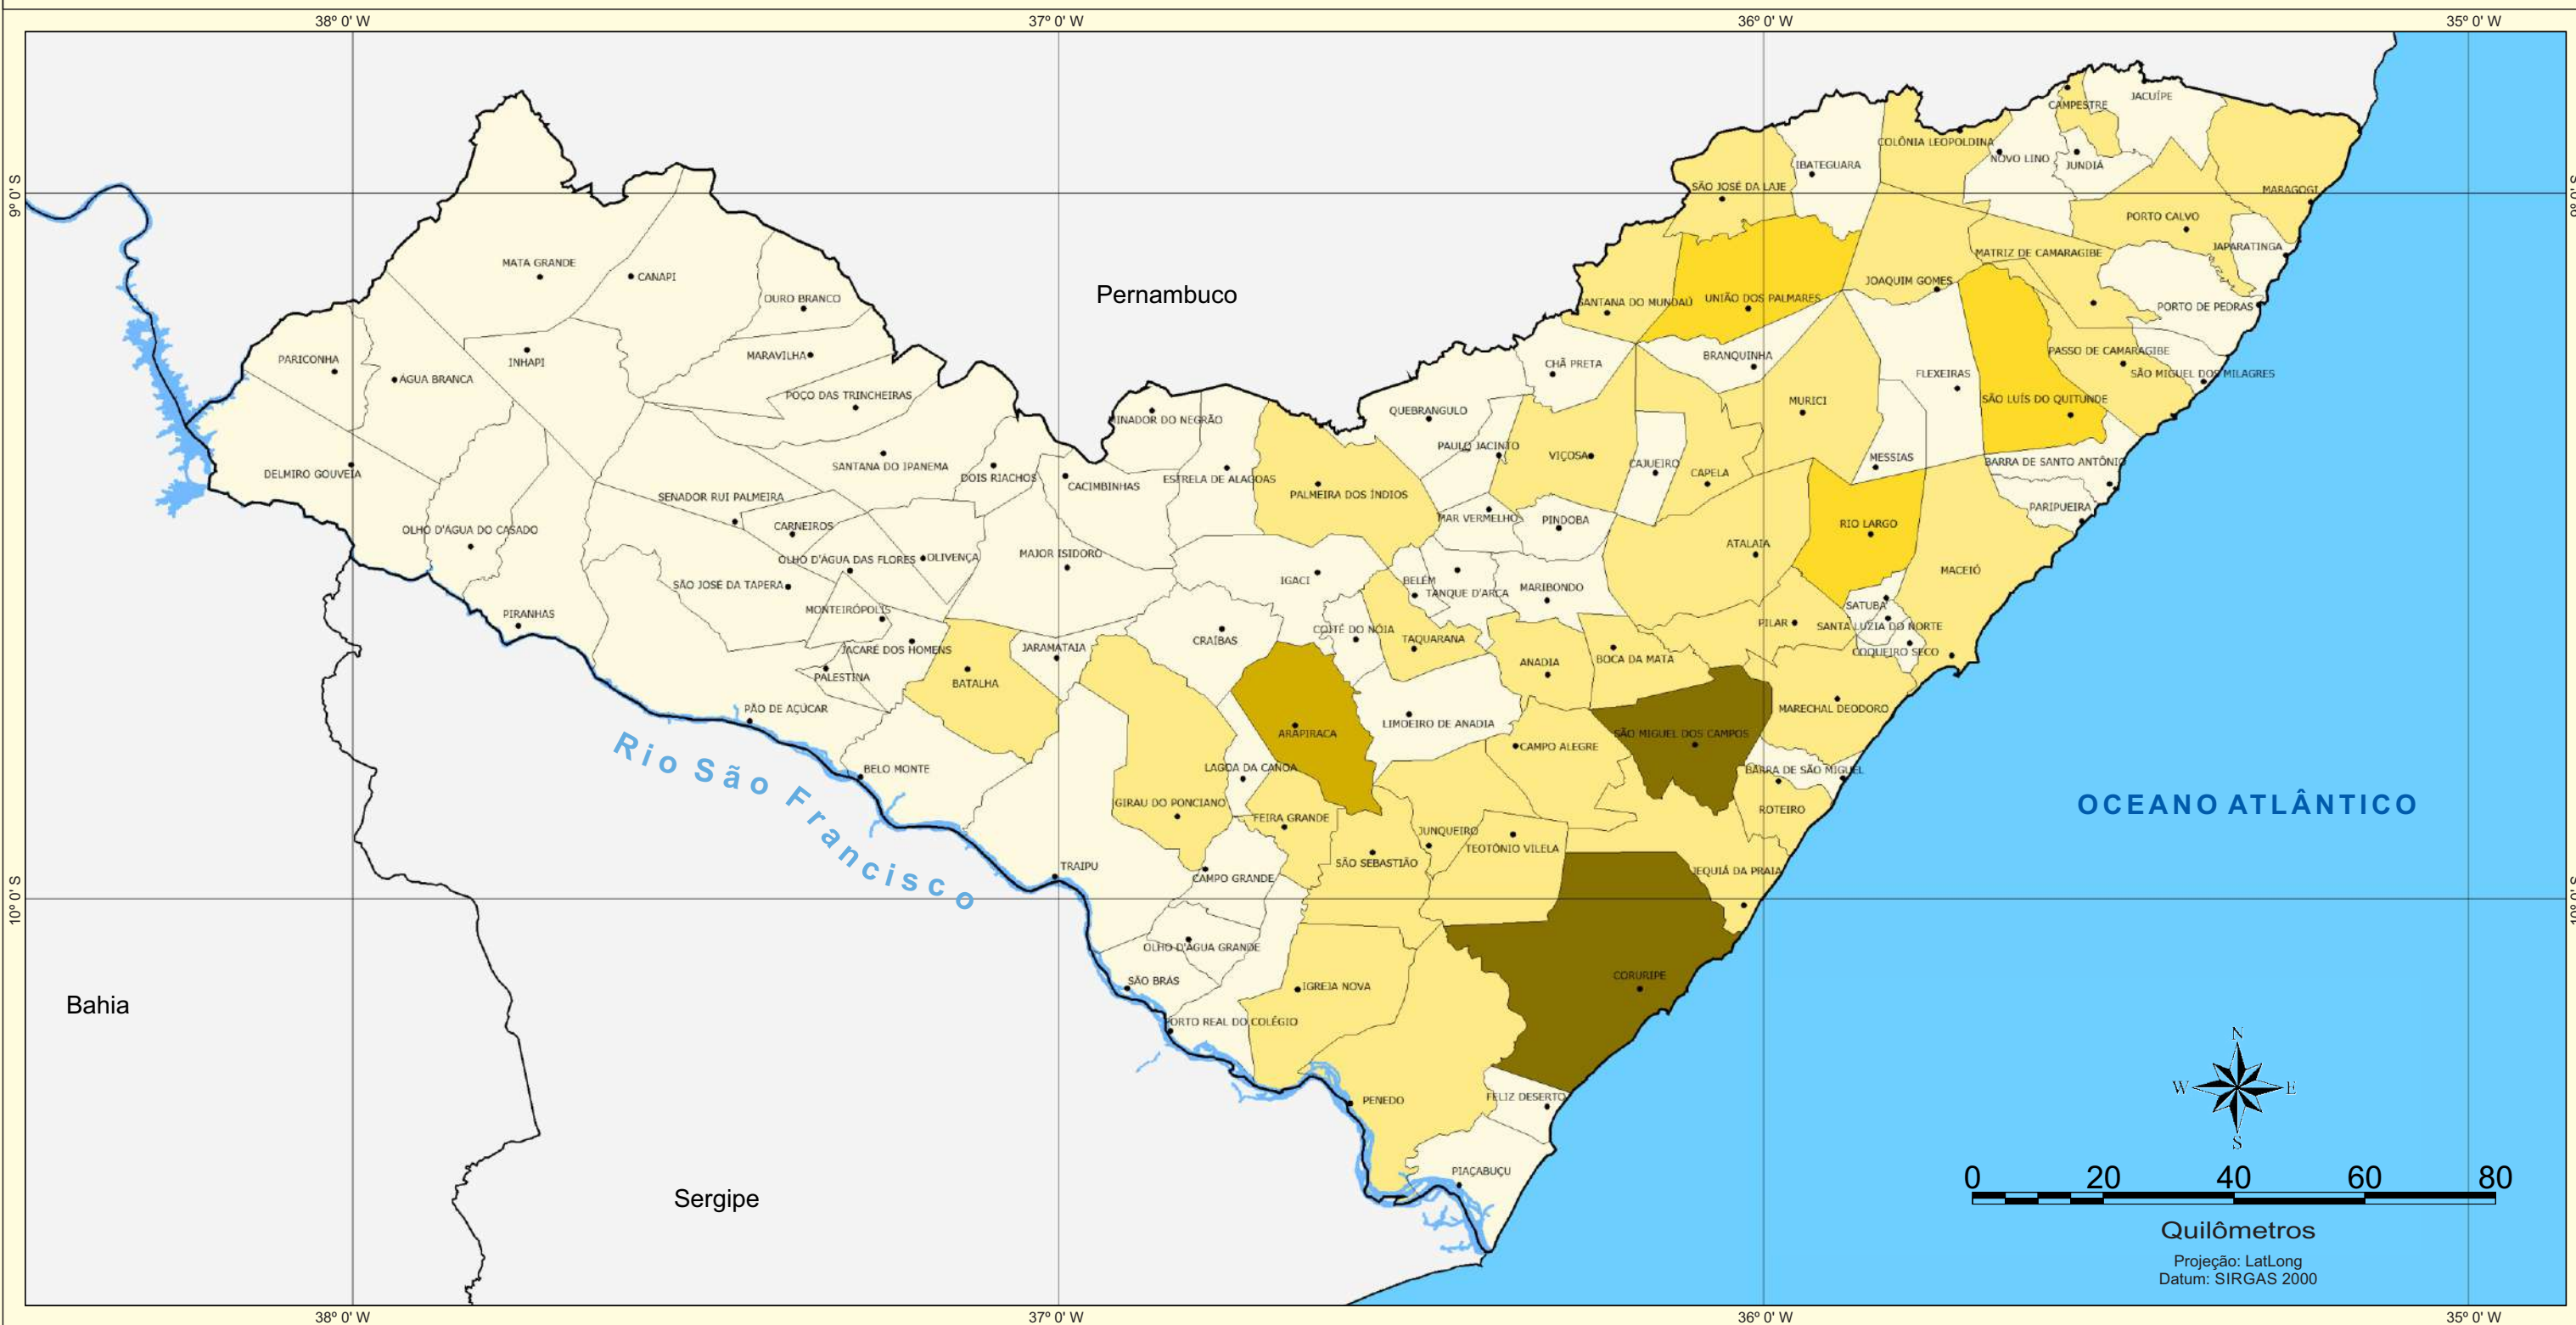 38º 0' W
37º 0' W
36º 0' W
35º 0' W
9º 0' S
CAMPESTRE
JACUÍPE
COLÔNIA LEOPOLDINA
NOVO LINO
JUNDIÁ
IBATEGUARA
SÃO JOSÉ DA LAJE
MARAGOGI
PORTO CALVO
JAPARATINGA
MATRIZ DE CAMARAGIBE
MATA GRANDE
CANAPI
OURO BRANCO
Pernambuco
SANTANA DO MUNDAÚ
UNIÃO DOS PALMARES
JOAQUIM GOMES
PORTO DE PEDRAS
PARICONHA
ÁGUA BRANCA
INHAPI
MARAVILHA
CHÃ PRETA
BRANQUINHA
FLEXEIRAS
PASSO DE CAMARAGIBE
SÃO MIGUEL DOS MILAGRES
POÇO DAS TRINCHEIRAS
MINADOR DO NEGRÃO
QUEBRANGULO
MURICI
SÃO LUÍS DO QUITUNDE
DELMIRO GOUVEIA
SANTANA DO IPANEMA
DOIS RIACHOS
CACIMBINHAS
ESTRELA DE ALAGOAS
PALMEIRA DOS ÍNDIOS
PAULO JACINTO
VIÇOSA
CAJUEIRO
CAPELA
MESSIAS
BARRA DE SANTO ANTÔNIO
SENADOR RUI PALMEIRA
CARNEIROS
MAR VERMELHO
PINDOBA
RIO LARGO
PARIPUEIRA
OLHO D'ÁGUA DO CASADO
OLHO D'ÁGUA DAS FLORES
OLIVENÇA
MAJOR ISIDORO
IGACI
BELÉM
TANQUE D'ARCA
MARIBONDO
ATALAIA
MACEIÓ
SÃO JOSÉ DA TAPERA
PIRANHAS
MONTEIRÓPOLIS
JACARÉ DOS HOMENS
PALESTINA
BATALHA
JARAMATAIA
CRAÍBAS
COITÉ DO NÓIA
TAQUARANA
ANADIA
BOCA DA MATA
PILAR
SATUBA
SANTA LUZIA DO NORTE
COQUEIRO SECO
PÃO DE AÇÚCAR
ARAPIRACA
LIMOEIRO DE ANADIA
CAMPO ALEGRE
SÃO MIGUEL DOS CAMPOS
MARECHAL DEODORO
Rio São Francisco
BELO MONTE
LAGOA DA CANOA
BARRA DE SÃO MIGUEL
GIRAU DO PONCIANO
FEIRA GRANDE
JUNQUEIRO
TEOTÔNIO VILELA
ROTEIRO
OCEANO ATLÂNTICO
TRAIPU
CAMPO GRANDE
SÃO SEBASTIÃO
JEQUIÁ DA PRAIA
10º 0' S
OLHO D'ÁGUA GRANDE
SÃO BRÁS
IGREJA NOVA
CORURIPE
PORTO REAL DO COLÉGIO
Bahia
PENEDO
FELIZ DESERTO
PIAÇABUÇU
Sergipe
N
W E
S
0 20 40 60 80
Quilômetros
Projeção: LatLong
Datum: SIRGAS 2000
38º 0' W
37º 0' W
36º 0' W
35º 0' W